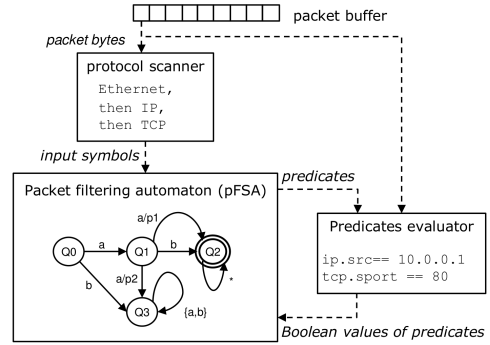 packet buffer
packet bytes
protocol scanner
Ethernet,
then IP,
then TCP
input symbols
predicates
Packet filtering automaton (pFSA)
a/p1
Q0
a
Q1
b
Q2
*
b
a/p2
Q3
{a,b}
Predicates evaluator
ip.src== 10.0.0.1
tcp.sport == 80
Boolean values of predicates